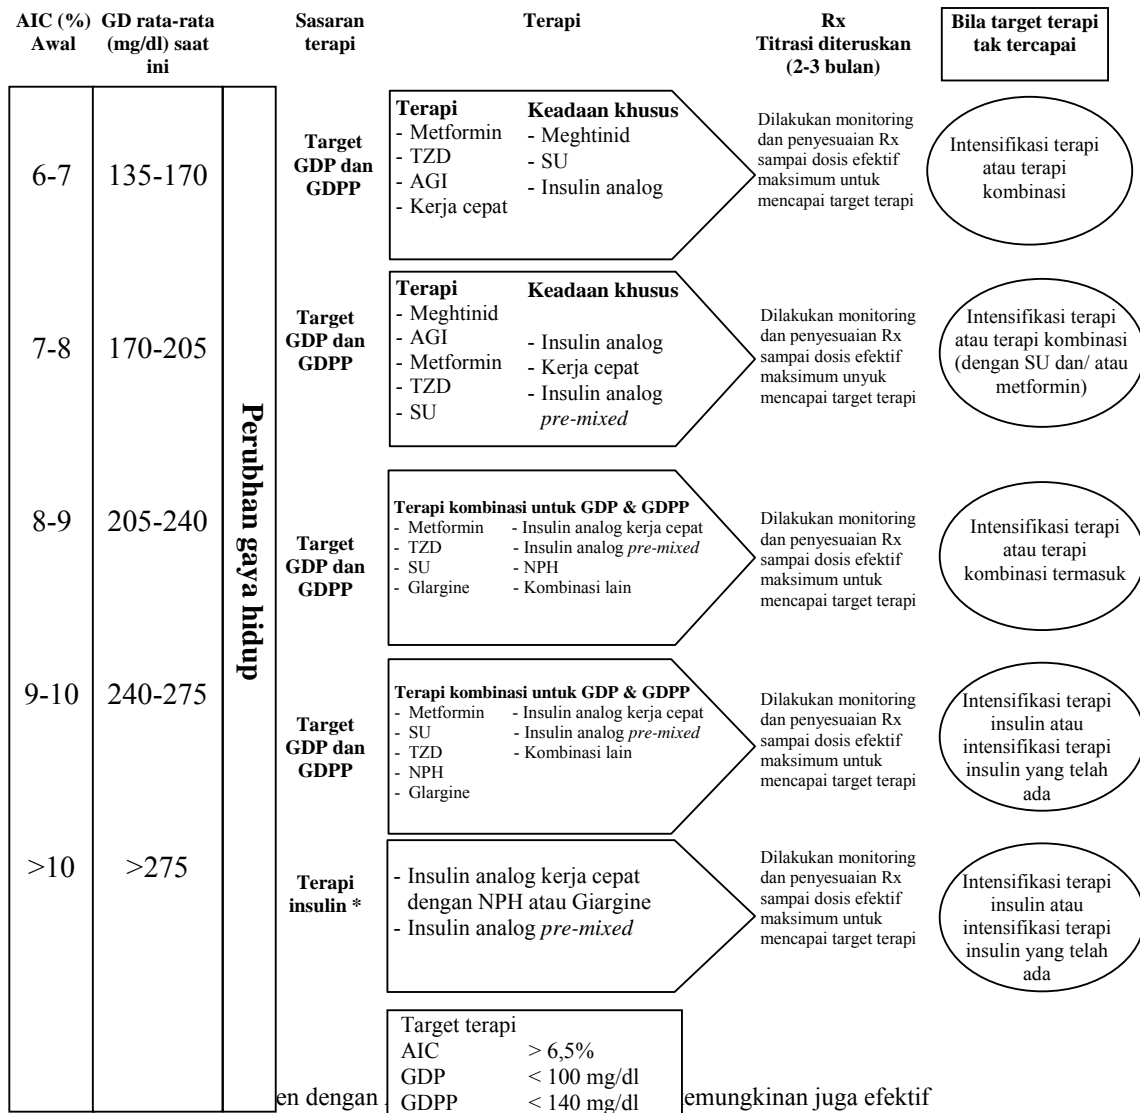 AIC (%) Awal
GD rata-rata (mg/dl) saat ini
Sasaran terapi
Terapi
Rx
Titrasi diteruskan
(2-3 bulan)
Bila target terapi
tak tercapai
Perubhan gaya hidup
6-7
135-170
Target
GDP dan
GDPP
Terapi
- Metformin
- TZD
- AGI
- Kerja cepat
Keadaan khusus
- Meghtinid
- SU
- Insulin analog
Dilakukan monitoring
dan penyesuaian Rx
sampai dosis efektif
maksimum untuk
mencapai target terapi
Intensifikasi terapi
atau terapi
kombinasi
7-8
170-205
Target
GDP dan
GDPP
Terapi
- Meghtinid
- AGI
- Metformin
- TZD
- SU
Keadaan khusus
- Insulin analog
- Kerja cepat
- Insulin analog
pre-mixed
Dilakukan monitoring
dan penyesuaian Rx
sampai dosis efektif
maksimum unyuk
mencapai target terapi
Intensifikasi terapi
atau terapi kombinasi
(dengan SU dan/ atau
metformin)
8-9
205-240
Target
GDP dan
GDPP
Terapi kombinasi untuk GDP & GDPP
- Metformin - Insulin analog kerja cepat
- TZD - Insulin analog pre-mixed
- SU - NPH
- Glargine - Kombinasi lain
Dilakukan monitoring
dan penyesuaian Rx
sampai dosis efektif
maksimum untuk
mencapai target terapi
Intensifikasi terapi
atau terapi
kombinasi termasuk
9-10
240-275
Target
GDP dan
GDPP
Terapi kombinasi untuk GDP & GDPP
- Metformin - Insulin analog kerja cepat
- SU - Insulin analog pre-mixed
- TZD - Kombinasi lain
- NPH
- Glargine
Dilakukan monitoring
dan penyesuaian Rx
sampai dosis efektif
maksimum untuk
mencapai target terapi
Intensifikasi terapi
insulin atau
intensifikasi terapi
insulin yang telah
ada
>10
>275
Terapi
insulin *
- Insulin analog kerja cepat
dengan NPH atau Giargine
- Insulin analog pre-mixed
Dilakukan monitoring
dan penyesuaian Rx
sampai dosis efektif
maksimum untuk
mencapai target terapi
Intensifikasi terapi
insulin atau
intensifikasi terapi
insulin yang telah
ada
Target terapi
AIC > 6,5%
GDP < 100 mg/dl
GDPP < 140 mg/dl
en dengan
emungkinan juga efektif